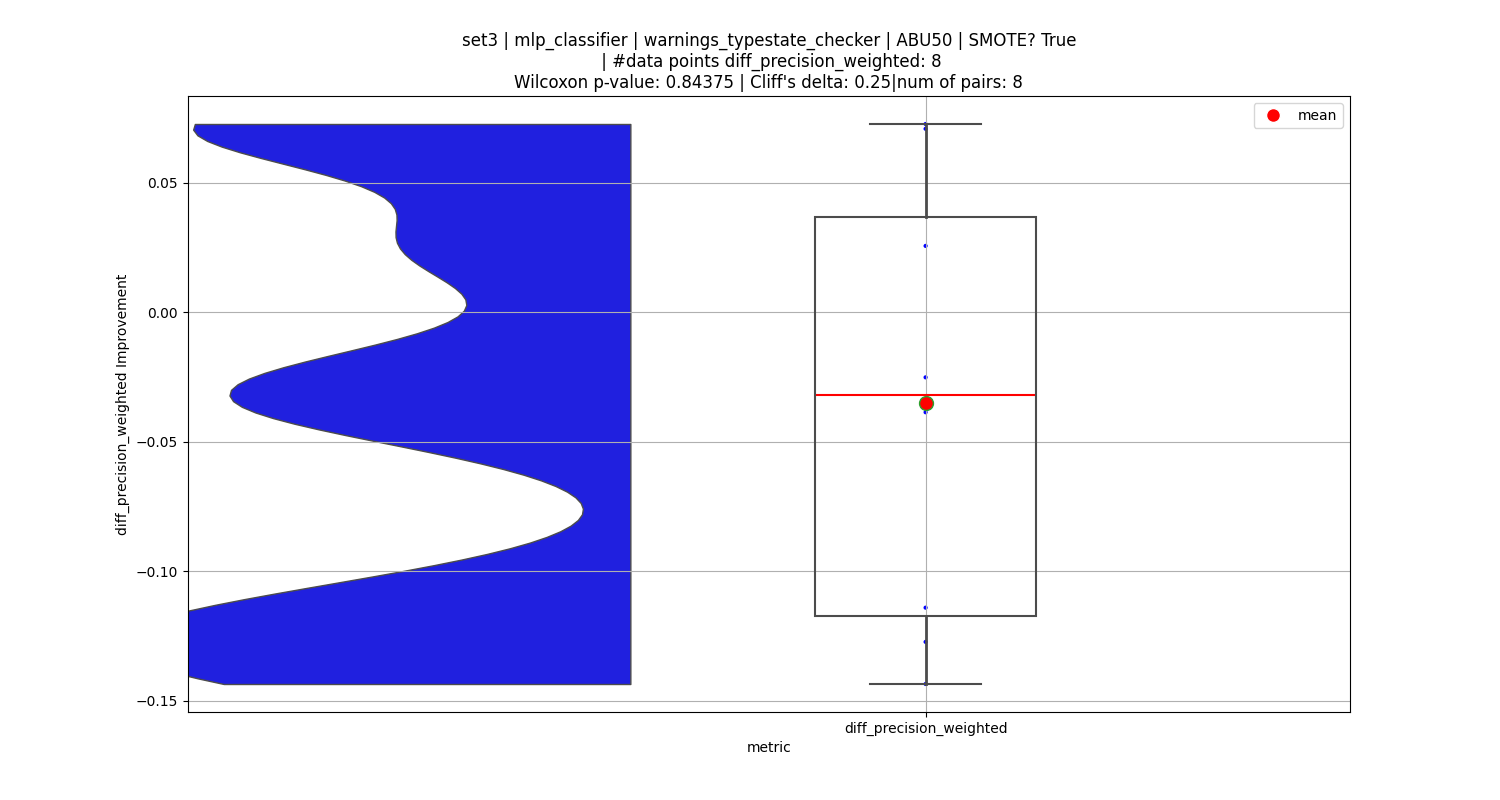 set3 | mlp_classifier | warnings_typestate_checker | ABU50 | SMOTE? True
| #data points diff_precision_weighted: 8
Wilcoxon p-value: 0.84375 | Cliff's delta: 0.25|num of pairs: 8
mean
0.05
0.00
−0.05
−0.10
−0.15
diff_precision_weighted Improvement
diff_precision_weighted
metric